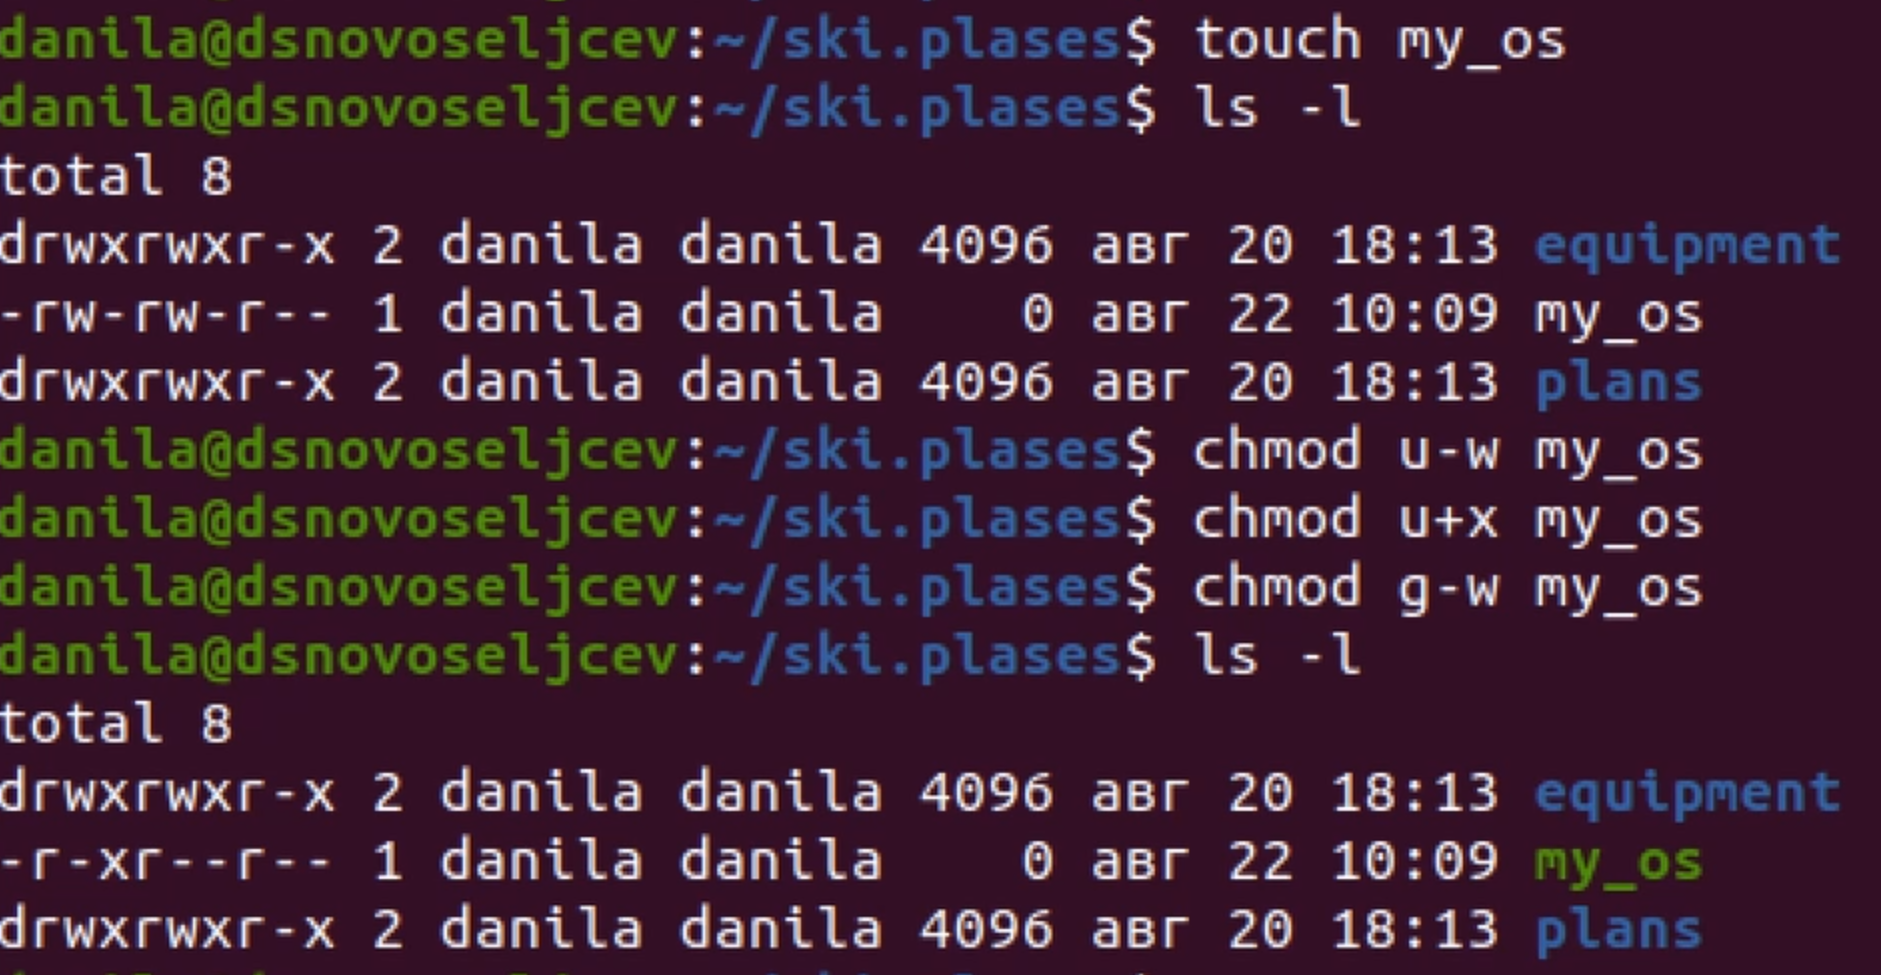 danila@dsnovoseljcev:~/ski.plases$ touch my_os
danila@dsnovoseljcev:~/ski.plases$ ls -l
total 8
drwxrwxr-x 2 danila danila 4096 авг 20 18:13 equipment
-rw-rw-r-- 1 danila danila    0 авг 22 10:09 my_os
drwxrwxr-x 2 danila danila 4096 авг 20 18:13 plans
danila@dsnovoseljcev:~/ski.plases$ chmod u-w my_os
danila@dsnovoseljcev:~/ski.plases$ chmod u+x my_os
danila@dsnovoseljcev:~/ski.plases$ chmod g-w my_os
danila@dsnovoseljcev:~/ski.plases$ ls -l
total 8
drwxrwxr-x 2 danila danila 4096 авг 20 18:13 equipment
-r-xr--r-- 1 danila danila    0 авг 22 10:09 my_os
drwxrwxr-x 2 danila danila 4096 авг 20 18:13 plans